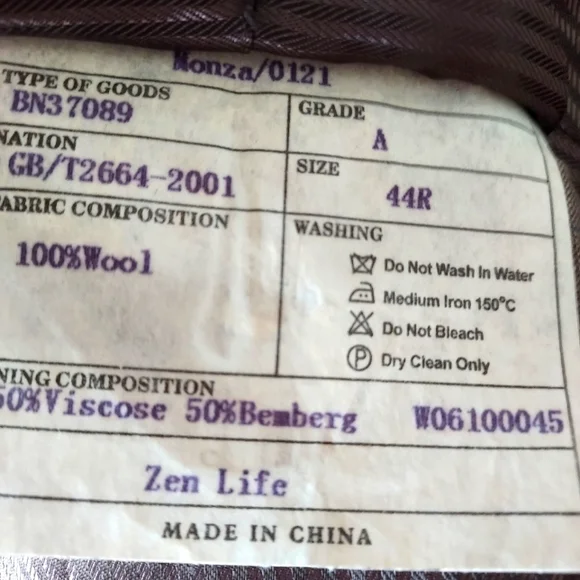 Monza/0121
TYPE OF GOODS
BN37089
GRADE
A
NATION
GB/T2664-2001
SIZE
44R
ABRIC COMPOSITION
100%Wool
WASHING
Do Not Wash In Water
Medium Iron 150°C
Do Not Bleach
P Dry Clean Only
NING COMPOSITION
50%Viscose 50%Bemberg W06100045
Zen Life
MADE IN CHINA